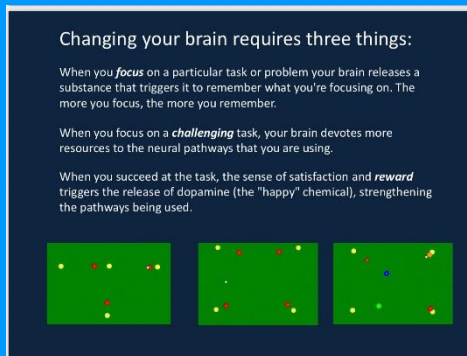 Changing your brain requires three things:
When you focus on a particular task or problem your brain releases a
substance that triggers it to remember what you're focusing on. The
more you focus, the more you remember.
When you focus on a challenging task, your brain devotes more
resources to the neural pathways that you are using.
When you succeed at the task, the sense of satisfaction and reward
triggers the release of dopamine (the "happy" chemical), strengthening
the pathways being used.